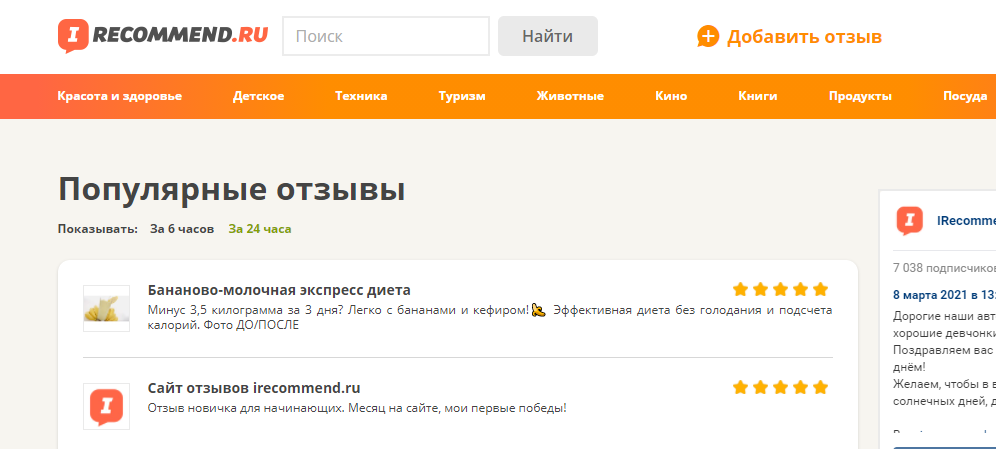 I RECOMMEND.RU
Поиск
Найти
Добавить отзыв
Красота и здоровье Детское Техника Туризм Животные Кино Книги Продукты Посуда
Популярные отзывы
Показывать: За 6 часов За 24 часа
Бананово-молочная экспресс диета
Минус 3,5 килограмма за 3 дня? Легко с бананами и кефиром! Эффективная диета без голодания и подсчета
калорий. Фото ДО/ПОСЛЕ
Сайт отзывов irecommend.ru
Отзыв новичка для начинающих. Месяц на сайте, мои первые победы!
IRecomme
7 038 подписчиков
8 марта 2021 в 13:
Дорогие наши авт
хорошие девчонки
Поздравляем вас
днём!
Желаем, чтобы в в
солнечных дней, д